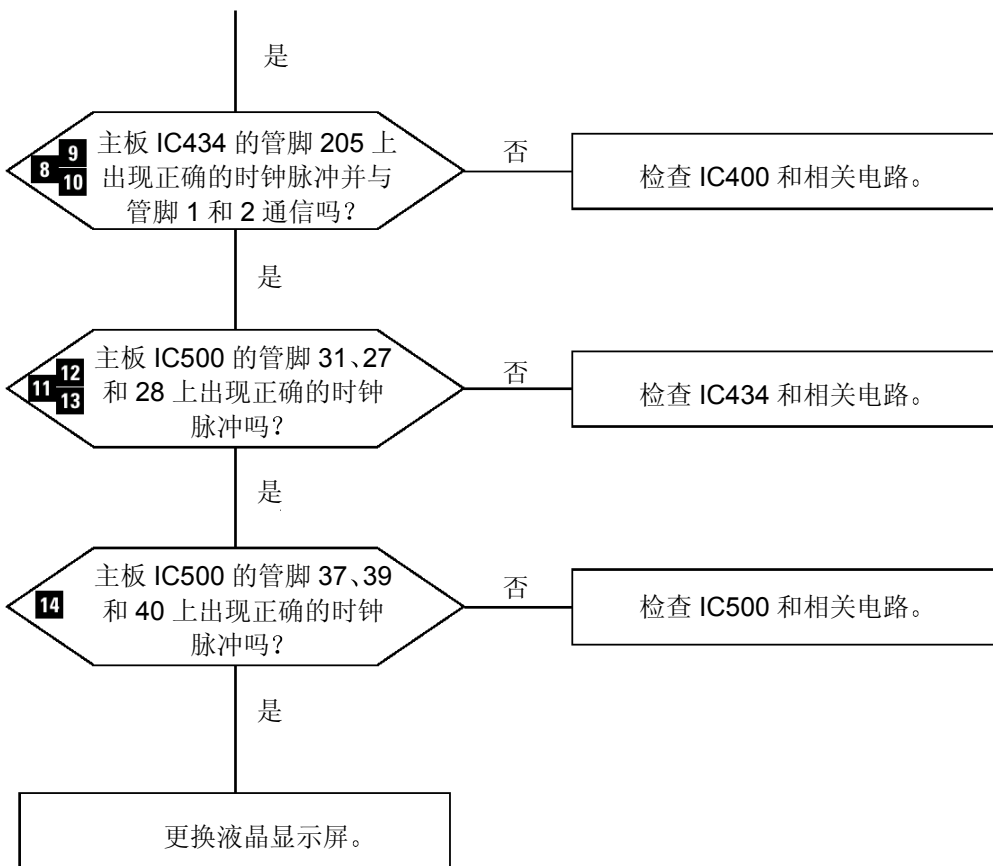 是
8
9
10
主板 IC434 的管脚 205 上
出现正确的时钟脉冲并与
管脚 1 和 2 通信吗？
否
检查 IC400 和相关电路。
是
11
12
13
主板 IC500 的管脚 31、27
和 28 上出现正确的时钟
脉冲吗？
否
检查 IC434 和相关电路。
是
14
主板 IC500 的管脚 37、39
和 40 上出现正确的时钟
脉冲吗？
否
检查 IC500 和相关电路。
是
更换液晶显示屏。